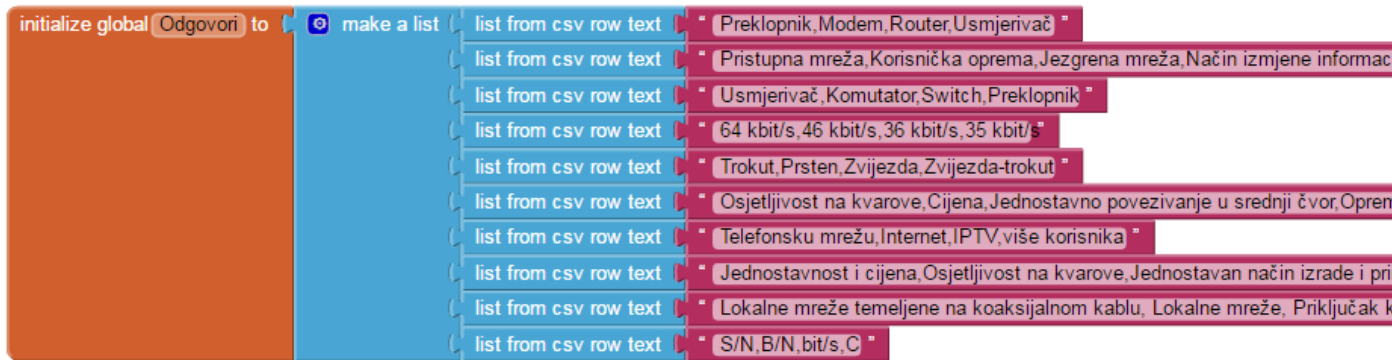 initialize global Odgovori to make a list list from csv row text " Preklopnik,Modem,Router,Usmjerivač "
list from csv row text " Pristupna mreža,Korisnička oprema,Jezgrena mreža,Način izmjene informac
list from csv row text " Usmjerivač,Komutator,Switch,Preklopnik "
list from csv row text " 64 kbit/s,46 kbit/s,36 kbit/s,35 kbit/s "
list from csv row text " Trokut,Prsten,Zvijezda,Zvijezda-trokut "
list from csv row text " Osjetljivost na kvarove,Cijena,Jednostavno povezivanje u srednji čvor,Oprem
list from csv row text " Telefonsku mrežu,Internet,IPTV,više korisnika "
list from csv row text " Jednostavnost i cijena,Osjetljivost na kvarove,Jednostavan način izrade i pri
list from csv row text " Lokalne mreže temeljene na koaksijalnom kablu, Lokalne mreže, Priključak k
list from csv row text " S/N,B/N,bit/s,C "